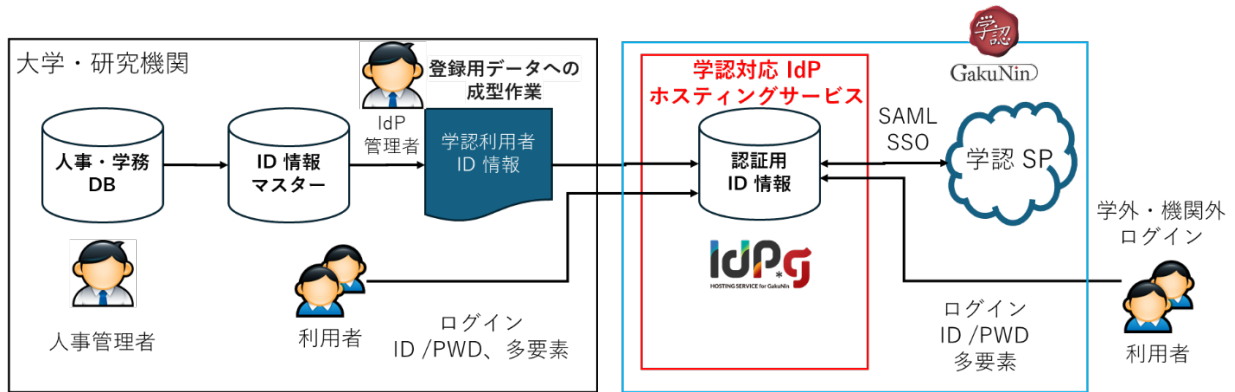 大学・研究機関
人事・学務
DB
人事管理者
ID 情報
マスター
IdP
管理者
登録用データへの
成型作業
学認利用者
ID 情報
利用者
ログイン
ID /PWD、多要素
学認対応 IdP
ホスティングサービス
認証用
ID 情報
IdP*g
HOSTING SERVICE for GakuNin
学認
GakuNin
SAML
SSO
学認 SP
ログイン
ID /PWD
多要素
学外・機関外
ログイン
利用者